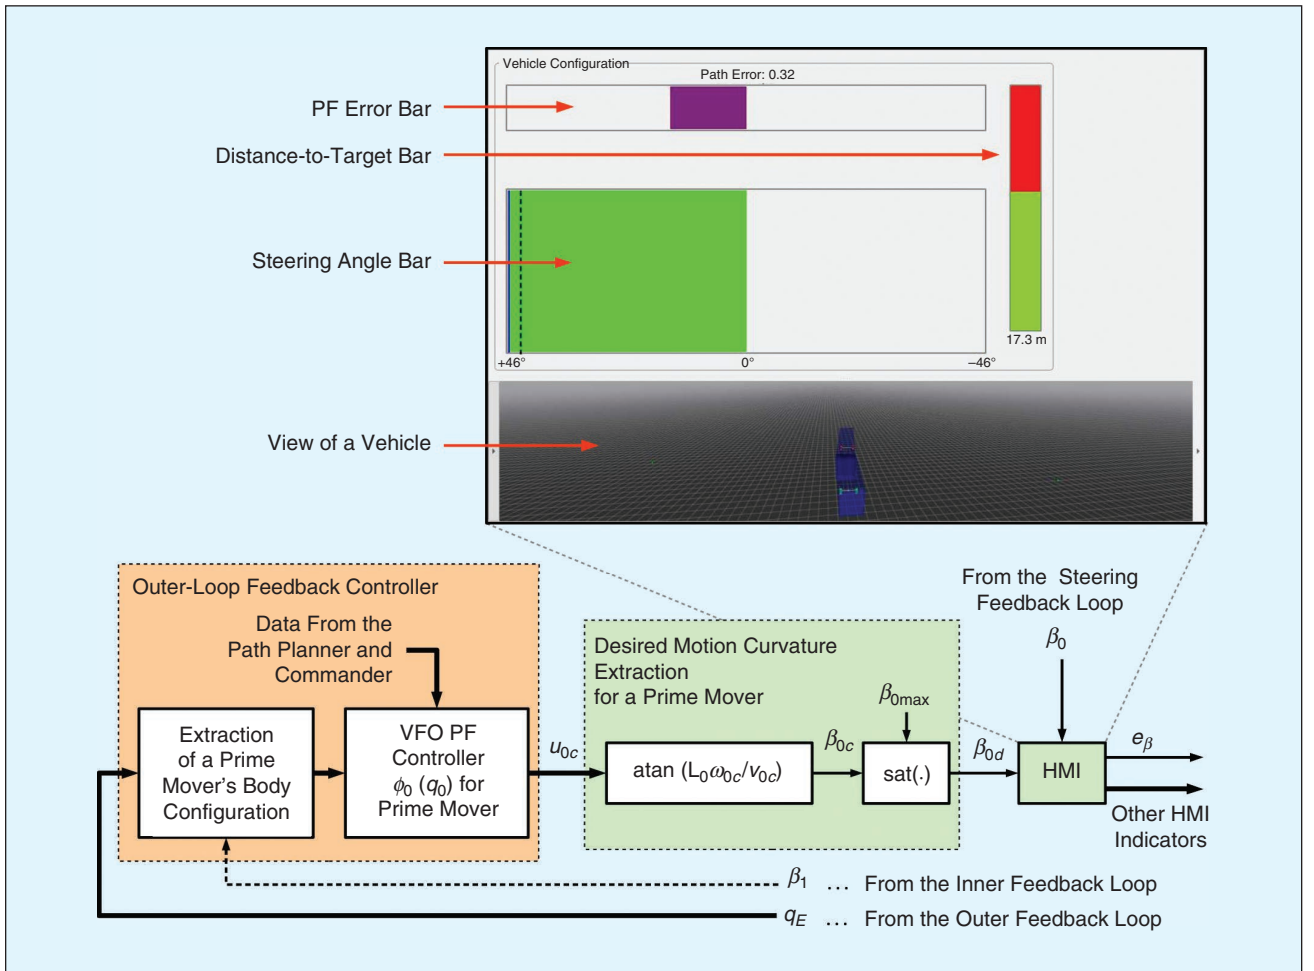 Vehicle Configuration
Path Error: 0.32
PF Error Bar
Distance-to-Target Bar
Steering Angle Bar
17.3 m
+46°
0°
–46°
View of a Vehicle
Outer-Loop Feedback Controller
Data From the
Path Planner and
Commander
Extraction
of a Prime
Mover's Body
Configuration
VFO PF
Controller
ϕ₀ (q₀) for
Prime Mover
u₀c
Desired Motion Curvature
Extraction
for a Prime Mover
atan (L₀ω₀c/v₀c)
β₀c
β₀max
sat(.)
β₀d
From the Steering
Feedback Loop
β₀
HMI
eβ
Other HMI
Indicators
β₁ … From the Inner Feedback Loop
qE … From the Outer Feedback Loop